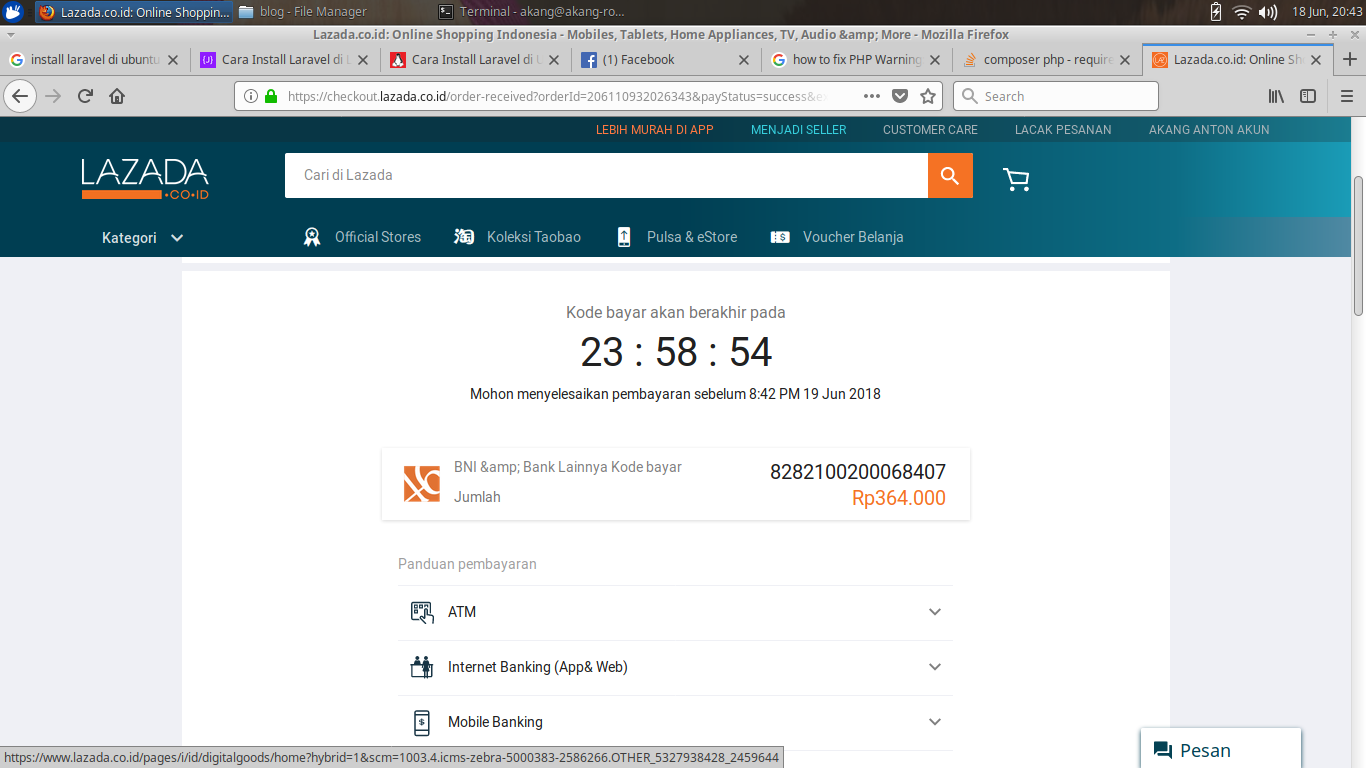 Lazada.co.id: Online Shoppin...
blog - File Manager
Terminal - akang@akang-ro...
18 Jun, 20:43
Lazada.co.id: Online Shopping Indonesia - Mobiles, Tablets, Home Appliances, TV, Audio &amp; More - Mozilla Firefox
install laravel di ubuntu
Cara Install Laravel di
Cara Install Laravel di
(1) Facebook
how to fix PHP Warning
composer php - require
Lazada.co.id: Online Sh
https://checkout.lazada.co.id/order-received?orderId=206110932026343&payStatus=success&e
Search
LEBIH MURAH DI APP
MENJADI SELLER
CUSTOMER CARE
LACAK PESANAN
AKANG ANTON AKUN
LAZADA
.CO.ID
Cari di Lazada
Kategori
Official Stores
Koleksi Taobao
Pulsa & eStore
Voucher Belanja
Kode bayar akan berakhir pada
23 : 58 : 54
Mohon menyelesaikan pembayaran sebelum 8:42 PM 19 Jun 2018
BNI &amp; Bank Lainnya Kode bayar
8282100200068407
Jumlah
Rp364.000
Panduan pembayaran
ATM
Internet Banking (App& Web)
Mobile Banking
https://www.lazada.co.id/pages/i/id/digitalgoods/home?hybrid=1&scm=1003.4.icms-zebra-5000383-2586266.OTHER_5327938428_2459644
Pesan